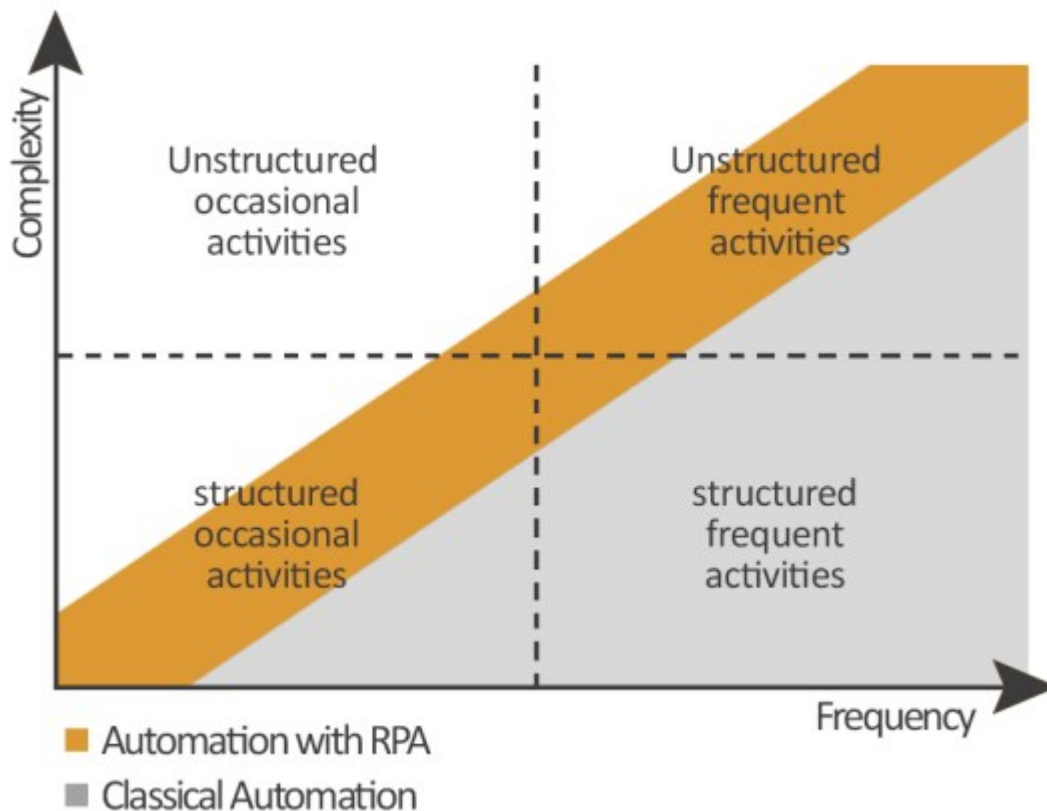 Complexity
Unstructured
occasional
activities
Unstructured
frequent
activities
structured
occasional
activities
structured
frequent
activities
Frequency
Automation with RPA
Classical Automation